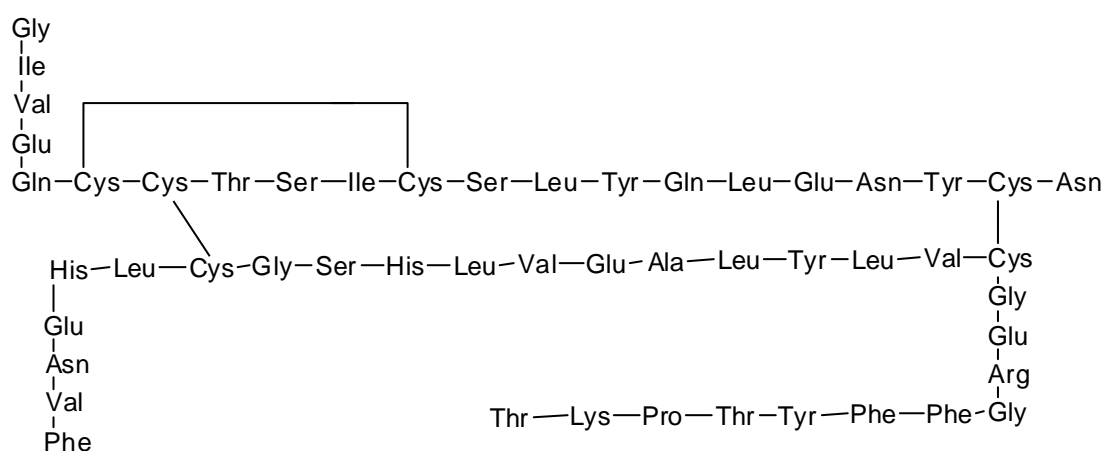 Gly
Ile
Val
Glu
Gln Cys Cys Thr Ser Ile Cys Ser Leu Tyr Gln Leu Glu Asn Tyr Cys Asn
His Leu Cys Gly Ser His Leu Val Glu Ala Leu Tyr Leu Val Cys
Gly
Glu
Glu
Asn
Arg
Val
Thr Lys Pro Thr Tyr Phe Phe Gly
Phe